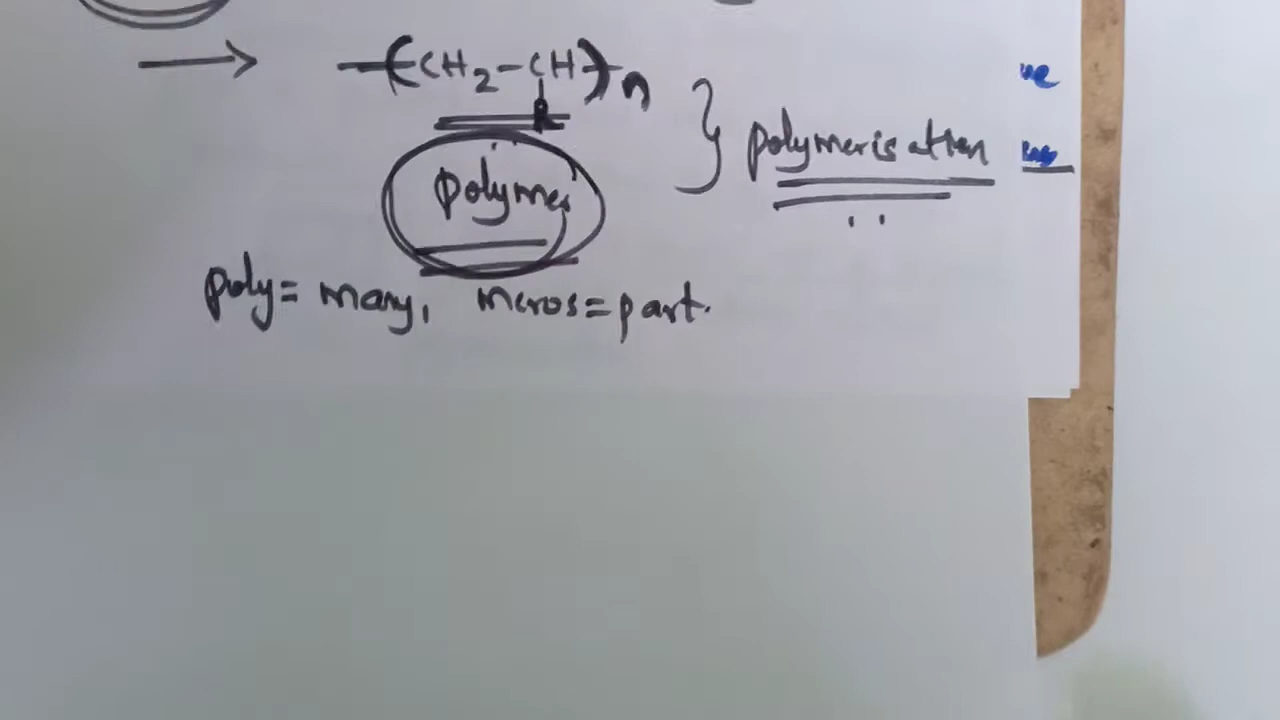 ⟶ -(CH2-CH)-n
R
polymer
} polymerisation
poly = many, meros = part.